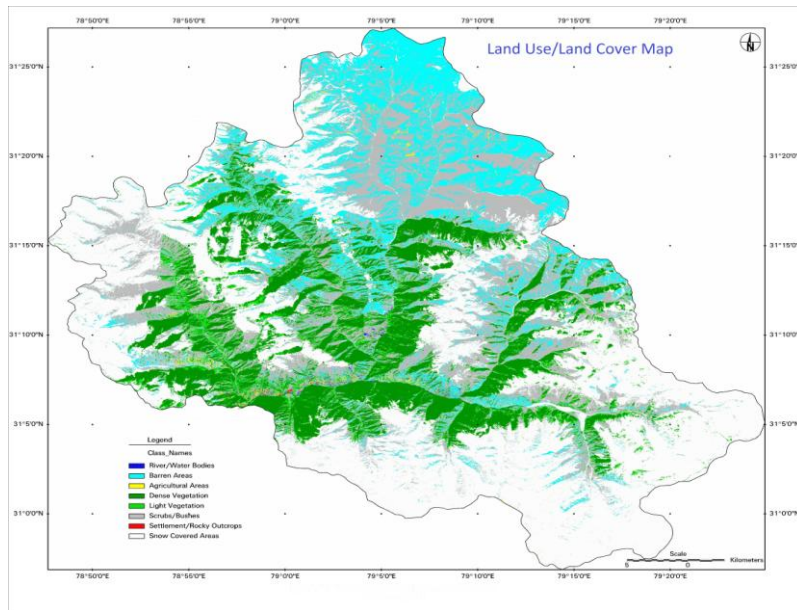 78°50'0"E 78°55'0"E 79°0'0"E 79°5'0"E 79°10'0"E 79°15'0"E 79°20'0"E
Land Use/Land Cover Map
N
31°25'0"N 31°25'0"N
31°20'0"N 31°20'0"N
31°15'0"N 31°15'0"N
31°10'0"N 31°10'0"N
31°5'0"N 31°5'0"N
31°0'0"N 31°0'0"N
Legend
Class_Names
River/Water Bodies
Barren Areas
Agricultural Areas
Dense Vegetation
Light Vegetation
Scrubs/Bushes
Settlement/Rocky Outcrops
Snow Covered Areas
Scale
Kilometers
5 0
78°50'0"E 78°55'0"E 79°0'0"E 79°5'0"E 79°10'0"E 79°15'0"E 79°20'0"E